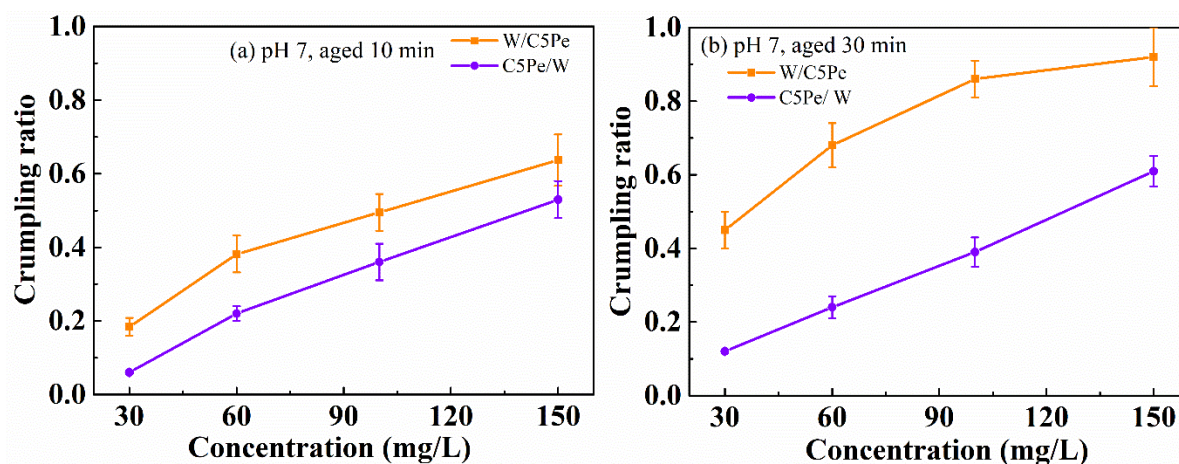 (a) pH 7, aged 10 min
W/C5Pe
C5Pe/W
Crumpling ratio
1.0
0.8
0.6
0.4
0.2
0.0
30 60 90 120 150
Concentration (mg/L)
(b) pH 7, aged 30 min
W/C5Pe
C5Pe/ W
Crumpling ratio
1.0
0.8
0.6
0.4
0.2
0.0
30 60 90 120 150
Concentration (mg/L)